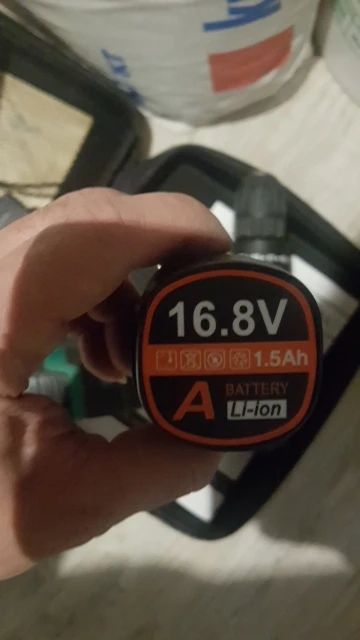 16.8V
1.5Ah
A BATTERY
Li-ion